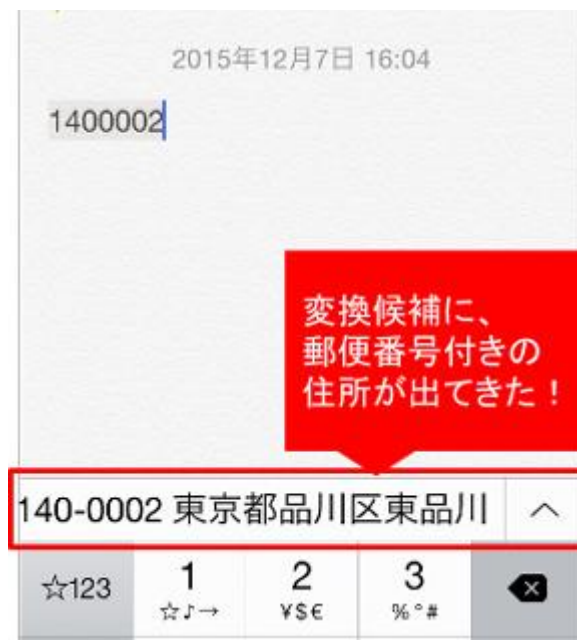 2015年12月7日 16:04
1400002
変換候補に、
郵便番号付きの
住所が出てきた！
140-0002 東京都品川区東品川
☆123
1
☆♪→
2
¥$€
3
%°#